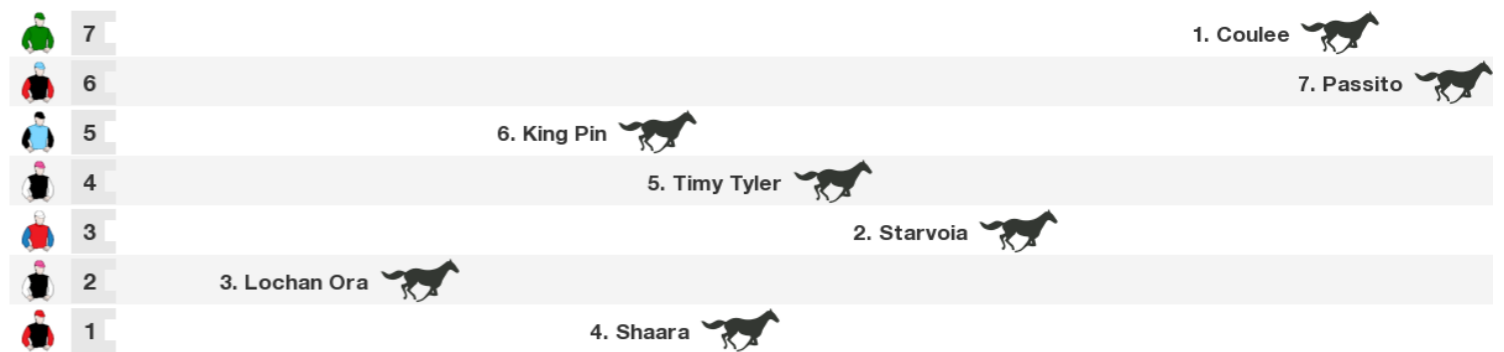 7 1. Coulee
6 7. Passito
5 6. King Pin
4 5. Timy Tyler
3 2. Starvoia
2 3. Lochan Ora
1 4. Shaara